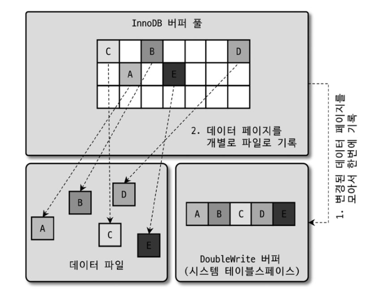 InnoDB 버퍼 풀
C B D
A E
2. 데이터 페이지를
개별로 파일로 기록
1. 변경된 데이터 페이지를
모아서 한번에 기록
A B C D E
데이터 파일
A B C D E
DoubleWrite 버퍼
(시스템 테이블스페이스)